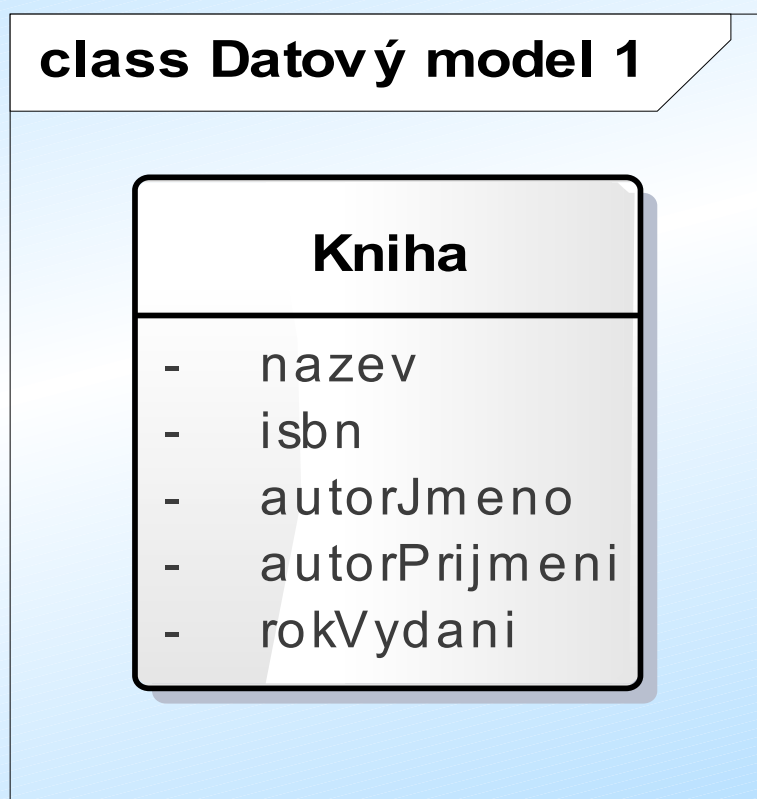 class Datový model 1
Kniha
- nazev
- isbn
- autorJmeno
- autorPrijmeni
- rokVydani